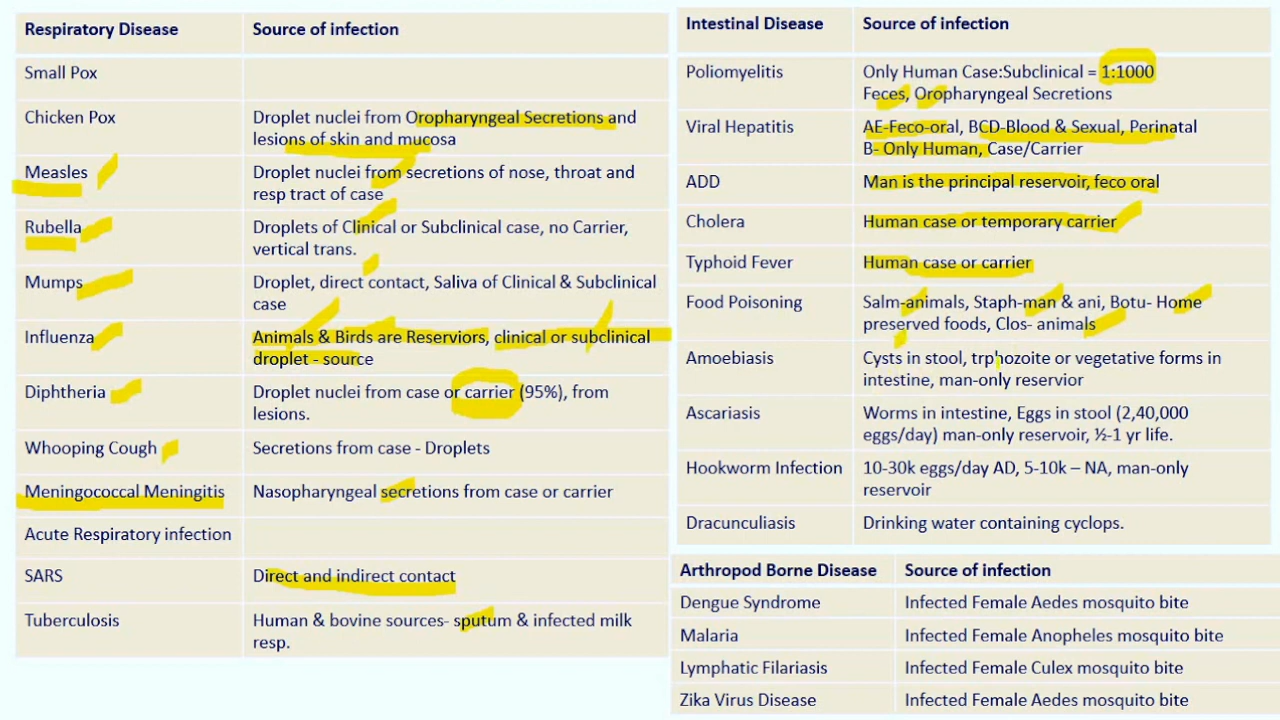 Respiratory Disease Source of infection
Small Pox
Chicken Pox Droplet nuclei from Oropharyngeal Secretions and
lesions of skin and mucosa
Measles Droplet nuclei from secretions of nose, throat and
resp tract of case
Rubella Droplets of Clinical or Subclinical case, no Carrier,
vertical trans.
Mumps Droplet, direct contact, Saliva of Clinical & Subclinical
case
Influenza Animals & Birds are Reserviors, clinical or subclinical
droplet - source
Diphtheria Droplet nuclei from case or carrier (95%), from
lesions.
Whooping Cough Secretions from case - Droplets
Meningococcal Meningitis Nasopharyngeal secretions from case or carrier
Acute Respiratory infection
SARS Direct and indirect contact
Tuberculosis Human & bovine sources- sputum & infected milk
resp.
Intestinal Disease Source of infection
Poliomyelitis Only Human Case:Subclinical = 1:1000
Feces, Oropharyngeal Secretions
Viral Hepatitis AE-Feco-oral, BCD-Blood & Sexual, Perinatal
B- Only Human, Case/Carrier
ADD Man is the principal reservoir, feco oral
Cholera Human case or temporary carrier
Typhoid Fever Human case or carrier
Food Poisoning Salm-animals, Staph-man & ani, Botu- Home
preserved foods, Clos- animals
Amoebiasis Cysts in stool, trphozoite or vegetative forms in
intestine, man-only reservior
Ascariasis Worms in intestine, Eggs in stool (2,40,000
eggs/day) man-only reservoir, ½-1 yr life.
Hookworm Infection 10-30k eggs/day AD, 5-10k – NA, man-only
reservoir
Dracunculiasis Drinking water containing cyclops.
Arthropod Borne Disease Source of infection
Dengue Syndrome Infected Female Aedes mosquito bite
Malaria Infected Female Anopheles mosquito bite
Lymphatic Filariasis Infected Female Culex mosquito bite
Zika Virus Disease Infected Female Aedes mosquito bite